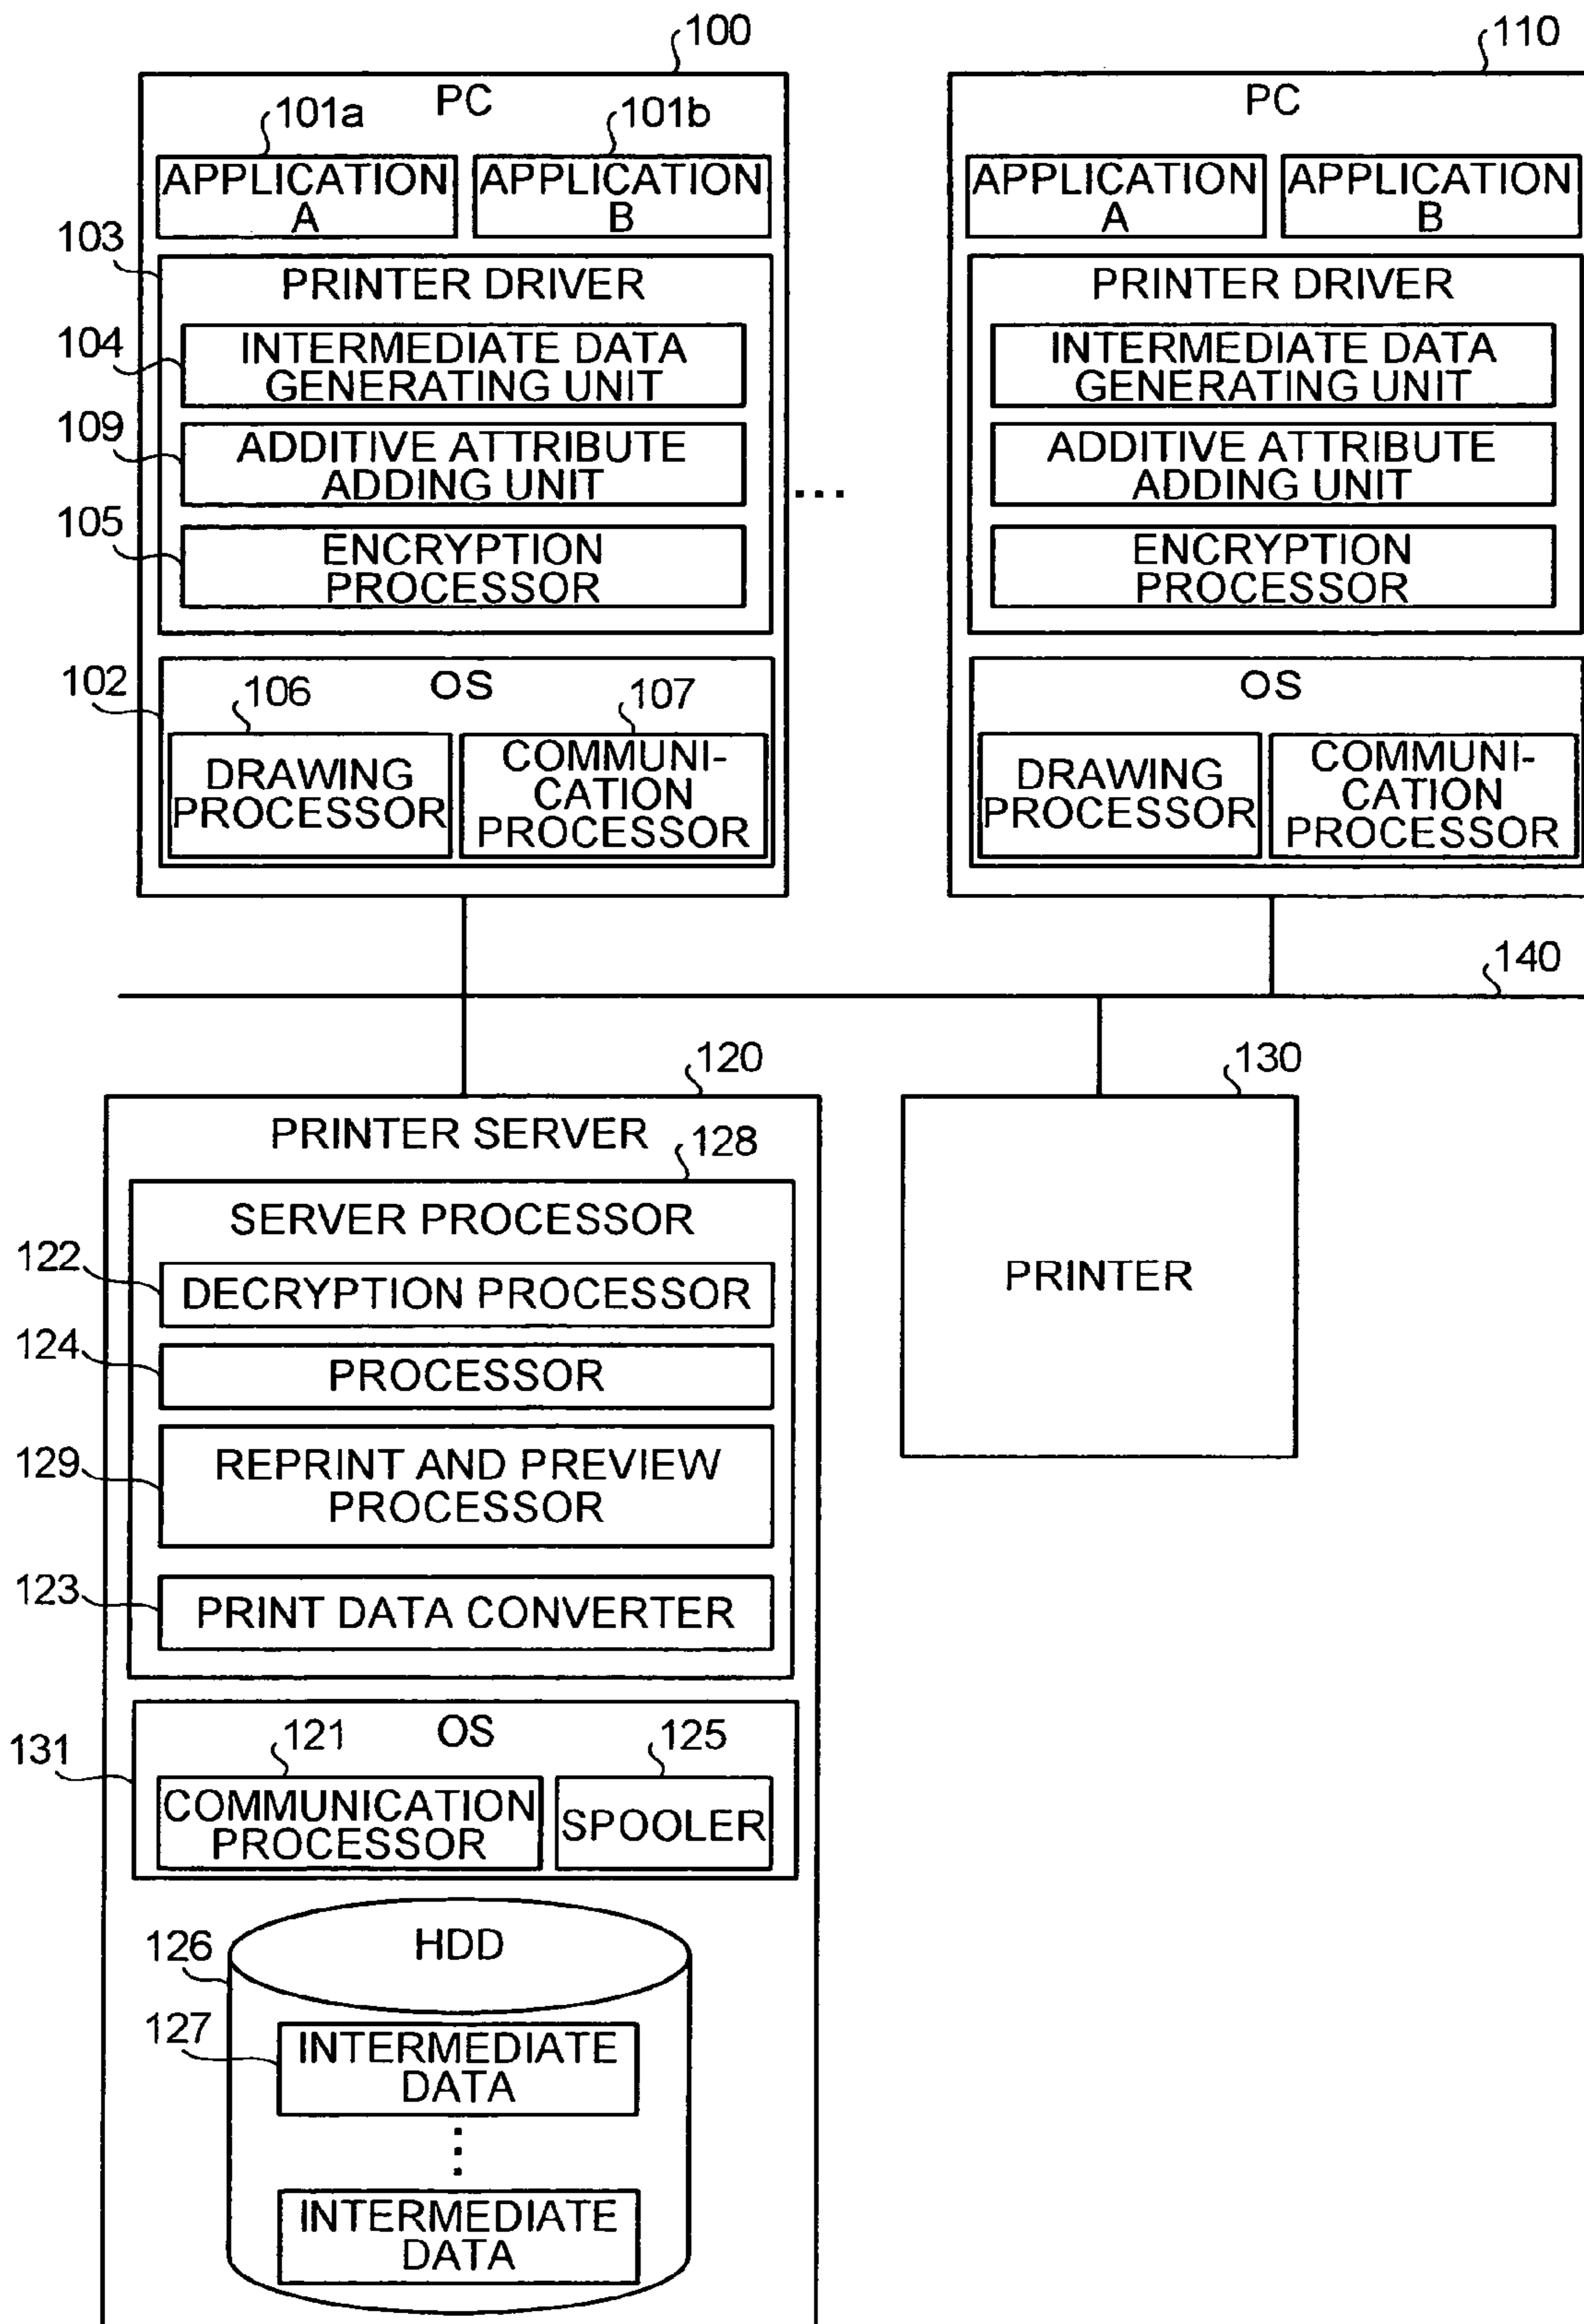 100
PC
101a
101b
APPLICATION
A
APPLICATION
B
103
PRINTER DRIVER
104
INTERMEDIATE DATA
GENERATING UNIT
109
ADDITIVE ATTRIBUTE
ADDING UNIT
105
ENCRYPTION
PROCESSOR
102
OS
106
107
DRAWING
PROCESSOR
COMMUNI-
CATION
PROCESSOR
...
110
PC
APPLICATION
A
APPLICATION
B
PRINTER DRIVER
INTERMEDIATE DATA
GENERATING UNIT
ADDITIVE ATTRIBUTE
ADDING UNIT
ENCRYPTION
PROCESSOR
OS
DRAWING
PROCESSOR
COMMUNI-
CATION
PROCESSOR
140
120
PRINTER SERVER
128
SERVER PROCESSOR
122
DECRYPTION PROCESSOR
124
PROCESSOR
129
REPRINT AND PREVIEW
PROCESSOR
123
PRINT DATA CONVERTER
131
OS
121
125
COMMUNICATION
PROCESSOR
SPOOLER
126
HDD
127
INTERMEDIATE
DATA
INTERMEDIATE
DATA
130
PRINTER